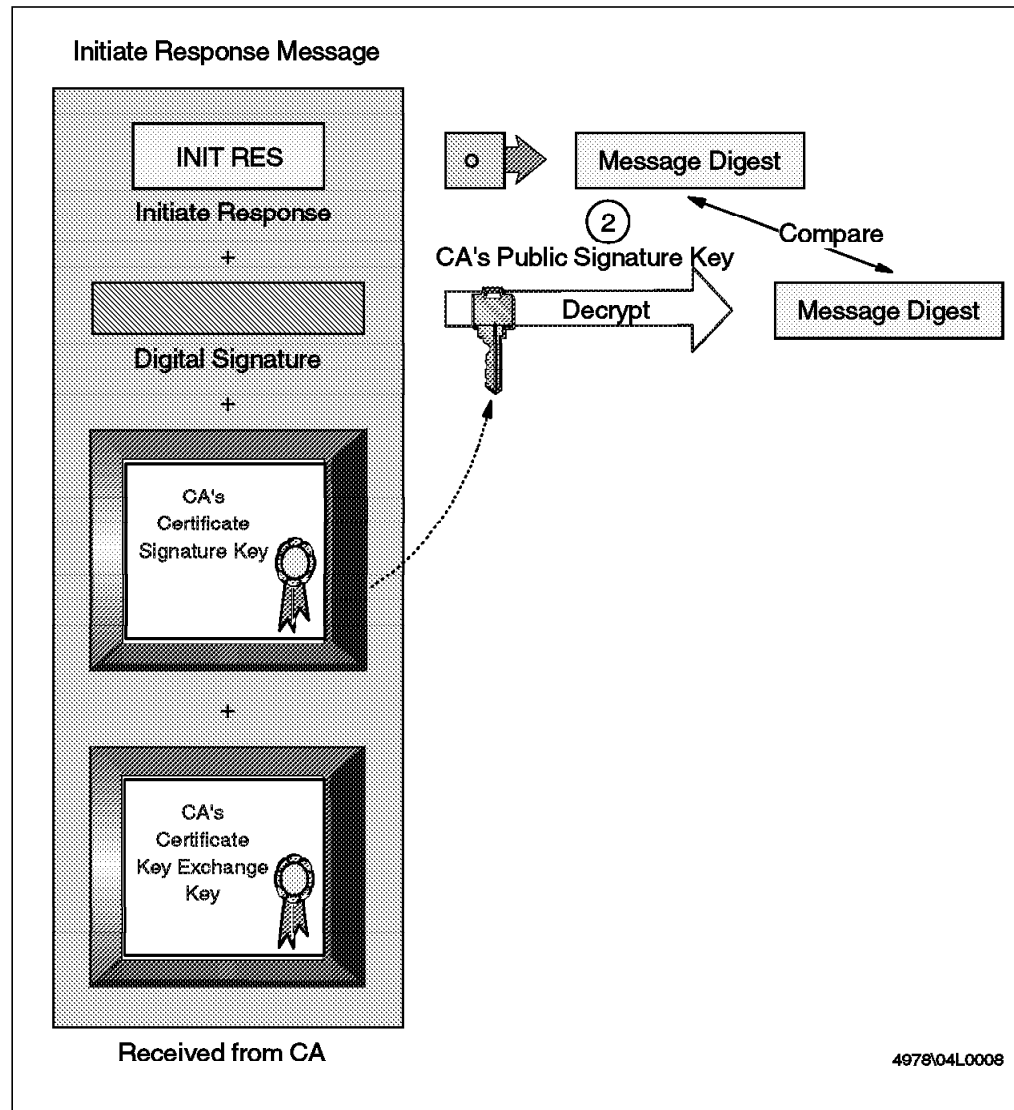 Initiate Response Message
INIT RES
Initiate Response
+
Digital Signature
+
CA's
Certificate
Signature Key
+
CA's
Certificate
Key Exchange
Key
Received from CA
Message Digest
2
Compare
CA's Public Signature Key
Decrypt
Message Digest
4978\04L0008